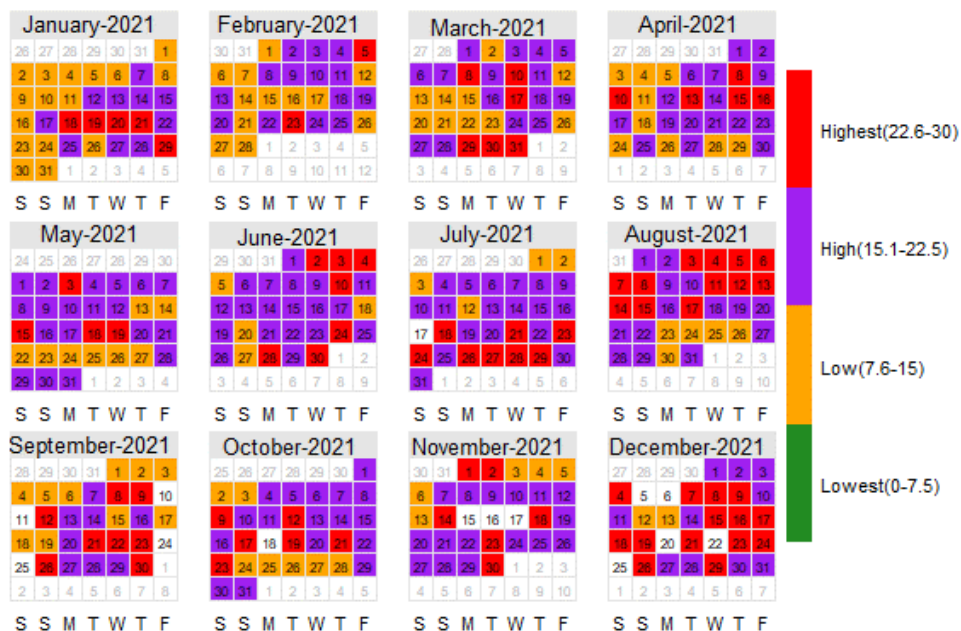 January-2021
26 27 28 29 30 31 1
2 3 4 5 6 7 8
9 10 11 12 13 14 15
16 17 18 19 20 21 22
23 24 25 26 27 28 29
30 31 1 2 3 4 5
S S M T W T F
February-2021
30 31 1 2 3 4 5
6 7 8 9 10 11 12
13 14 15 16 17 18 19
20 21 22 23 24 25 26
27 28 1 2 3 4 5
6 7 8 9 10 11 12
S S M T W T F
March-2021
27 28 1 2 3 4 5
6 7 8 9 10 11 12
13 14 15 16 17 18 19
20 21 22 23 24 25 26
27 28 29 30 31 1 2
3 4 5 6 7 8 9
S S M T W T F
April-2021
27 28 29 30 31 1 2
3 4 5 6 7 8 9
10 11 12 13 14 15 16
17 18 19 20 21 22 23
24 25 26 27 28 29 30
1 2 3 4 5 6 7
S S M T W T F
May-2021
24 25 26 27 28 29 30
1 2 3 4 5 6 7
8 9 10 11 12 13 14
15 16 17 18 19 20 21
22 23 24 25 26 27 28
29 30 31 1 2 3 4
S S M T W T F
June-2021
29 30 31 1 2 3 4
5 6 7 8 9 10 11
12 13 14 15 16 17 18
19 20 21 22 23 24 25
26 27 28 29 30 1 2
3 4 5 6 7 8 9
S S M T W T F
July-2021
26 27 28 29 30 1 2
3 4 5 6 7 8 9
10 11 12 13 14 15 16
17 18 19 20 21 22 23
24 25 26 27 28 29 30
31 1 2 3 4 5 6
S S M T W T F
August-2021
31 1 2 3 4 5 6
7 8 9 10 11 12 13
14 15 16 17 18 19 20
21 22 23 24 25 26 27
28 29 30 31 1 2 3
4 5 6 7 8 9 10
S S M T W T F
September-2021
28 29 30 31 1 2 3
4 5 6 7 8 9 10
11 12 13 14 15 16 17
18 19 20 21 22 23 24
25 26 27 28 29 30 1
2 3 4 5 6 7 8
S S M T W T F
October-2021
25 26 27 28 29 30 1
2 3 4 5 6 7 8
9 10 11 12 13 14 15
16 17 18 19 20 21 22
23 24 25 26 27 28 29
30 31 1 2 3 4 5
S S M T W T F
November-2021
30 31 1 2 3 4 5
6 7 8 9 10 11 12
13 14 15 16 17 18 19
20 21 22 23 24 25 26
27 28 29 30 1 2 3
4 5 6 7 8 9 10
S S M T W T F
December-2021
27 28 29 30 1 2 3
4 5 6 7 8 9 10
11 12 13 14 15 16 17
18 19 20 21 22 23 24
25 26 27 28 29 30 31
1 2 3 4 5 6 7
S S M T W T F
Highest(22.6-30)
High(15.1-22.5)
Low(7.6-15)
Lowest(0-7.5)